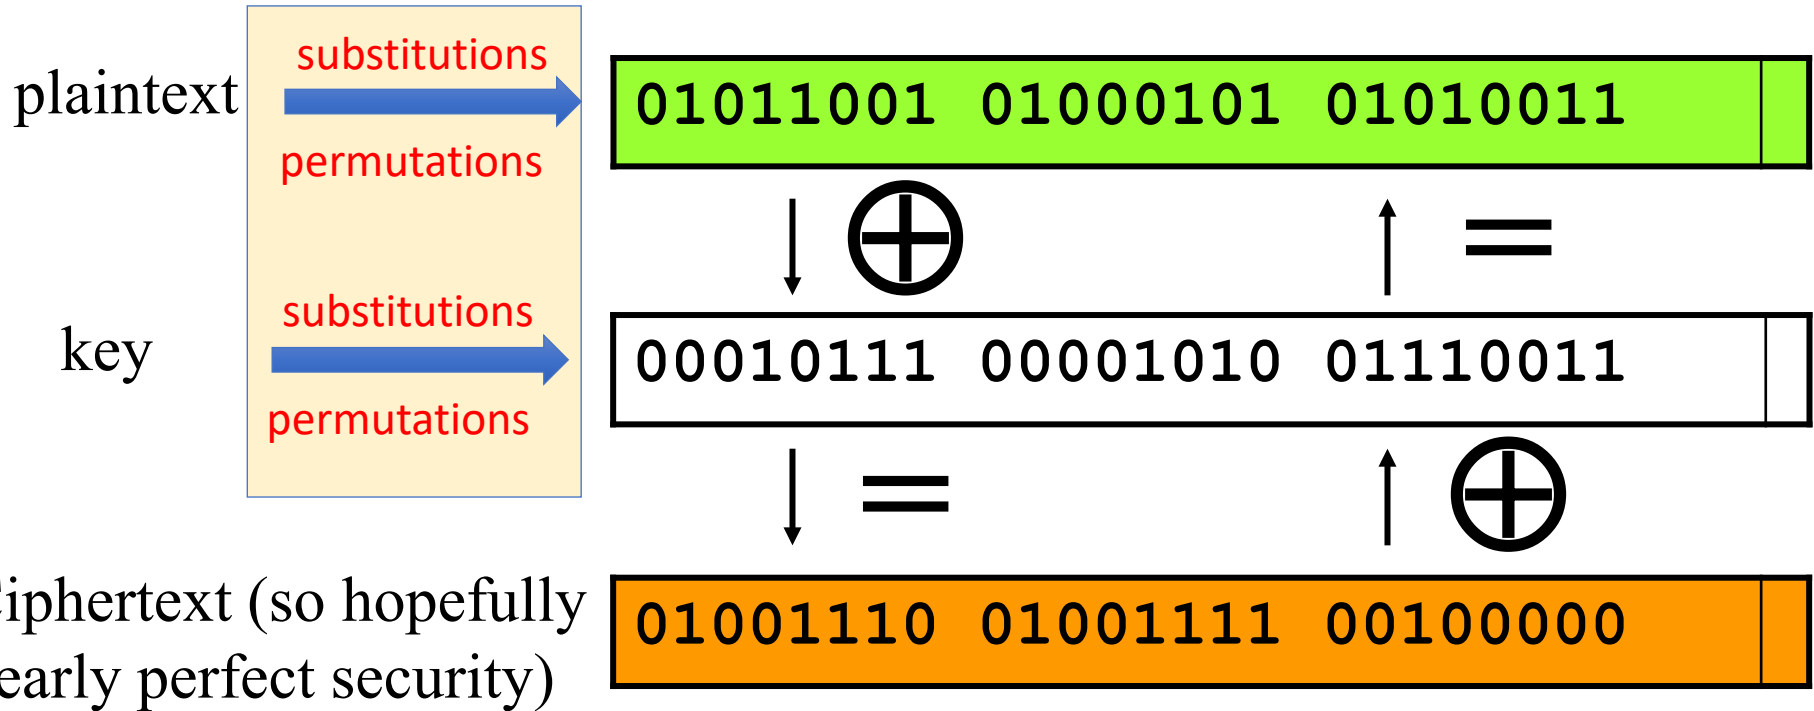 substitutions
plaintext
permutations
01011001 01000101 01010011
substitutions
key
permutations
00010111 00001010 01110011
iphertext (so hopefully
early perfect security)
01001110 01001111 00100000